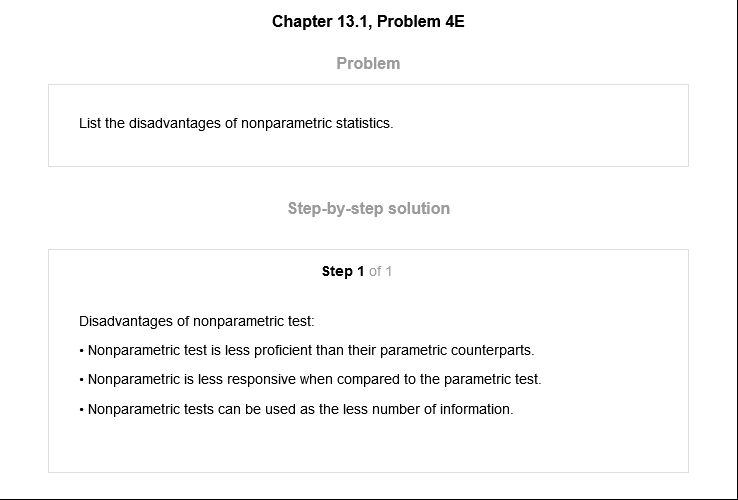 Chapter 13.1, Problem 4E
Problem
List the disadvantages of nonparametric statistics.
Step-by-step solution
Step 1 of 1
Disadvantages of nonparametric test:
• Nonparametric test is less proficient than their parametric counterparts.
• Nonparametric is less responsive when compared to the parametric test.
• Nonparametric tests can be used as the less number of information.